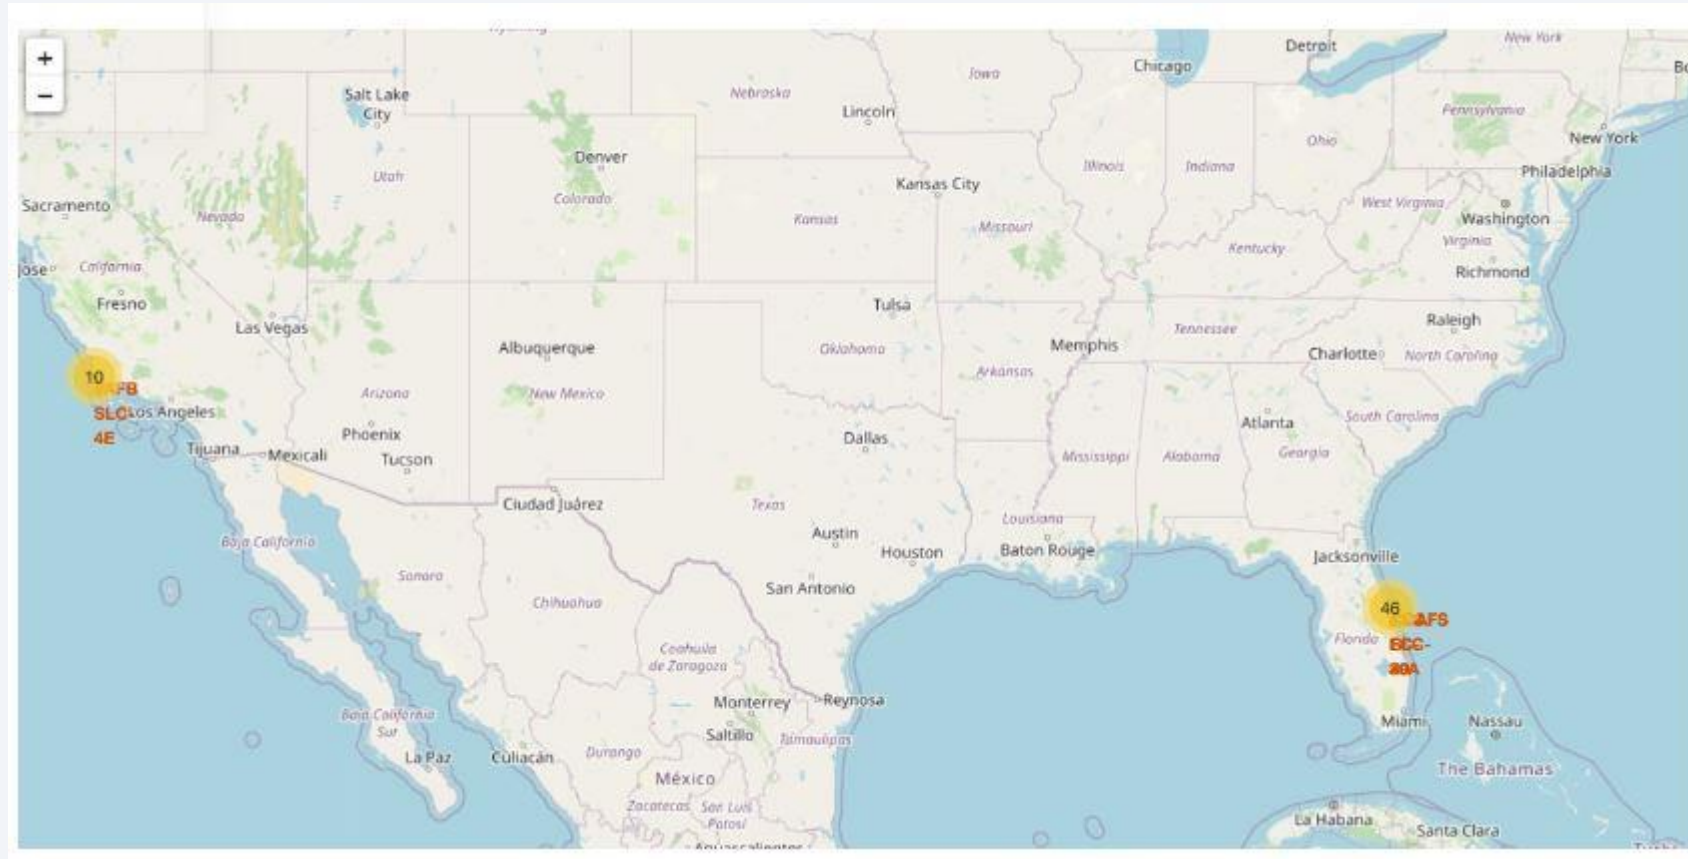 +
−
Wyoming
Detroit
New York
Chicago
Iowa
Nebraska
Salt Lake
City
Lincoln
Pennsylvania
Ohio
New York
Denver
Utah
Illinois
Indiana
Philadelphia
Kansas City
Sacramento
Colorado
West Virginia
Nevada
Kansas
Missouri
Washington
Virginia
Kentucky
Jose
California
Richmond
Fresno
Tulsa
Las Vegas
Raleigh
Tennessee
Albuquerque
Oklahoma
Memphis
Charlotte
North Carolina
Arkansas
10
Arizona
New Mexico
SLC-
Los Angeles
4E
South Carolina
Atlanta
Phoenix
Dallas
Tijuana
Mexicali
Tucson
Mississippi
Alabama
Georgia
Ciudad Juárez
Texas
Louisiana
Austin
Baja California
Houston
Baton Rouge
Jacksonville
Sonora
San Antonio
Chihuahua
46
Florida
Coahuila
de Zaragoza
Monterrey
Reynosa
Baja California
Sur
Miami
Nassau
Saltillo
Tamaulipas
La Paz
Culiacán
Durango
The Bahamas
México
Zacatecas
San Luis
Potosí
La Habana
Santa Clara
Aguascalientes